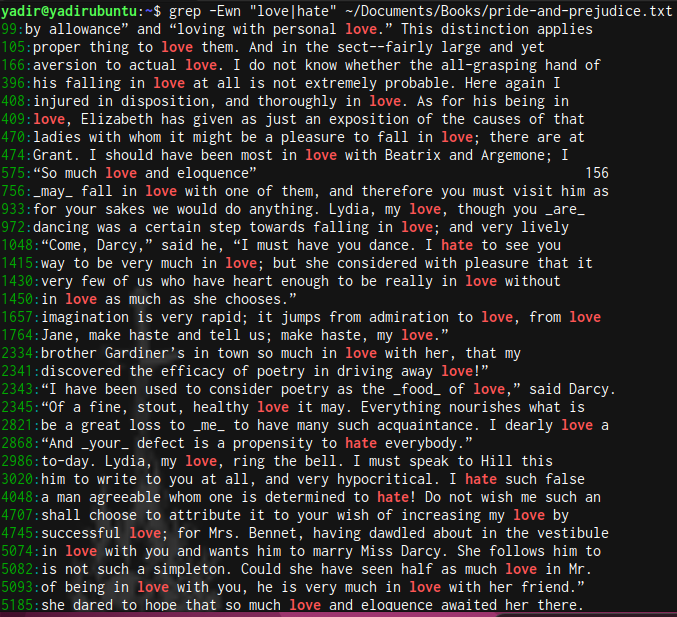 yadir@yadirubuntu:~$ grep -Ewn "love|hate" ~/Documents/Books/pride-and-prejudice.txt
99:by allowance” and “loving with personal love.” This distinction applies
105:proper thing to love them. And in the sect--fairly large and yet
166:aversion to actual love. I do not know whether the all-grasping hand of
396:his falling in love at all is not extremely probable. Here again I
408:injured in disposition, and thoroughly in love. As for his being in
409:love, Elizabeth has given as just an exposition of the causes of that
470:ladies with whom it might be a pleasure to fall in love; there are at
474:Grant. I should have been most in love with Beatrix and Argemone; I
575:“So much love and eloquence” 156
756:_may_ fall in love with one of them, and therefore you must visit him as
933:for your sakes we would do anything. Lydia, my love, though you _are_
972:dancing was a certain step towards falling in love; and very lively
1048:“Come, Darcy,” said he, “I must have you dance. I hate to see you
1415:way to be very much in love; but she considered with pleasure that it
1430:very few of us who have heart enough to be really in love without
1450:in love as much as she chooses.”
1657:imagination is very rapid; it jumps from admiration to love, from love
1764:Jane, make haste and tell us; make haste, my love.”
2334:brother Gardiner’s in town so much in love with her, that my
2341:discovered the efficacy of poetry in driving away love!”
2343:“I have been used to consider poetry as the _food_ of love,” said Darcy.
2345:“Of a fine, stout, healthy love it may. Everything nourishes what is
2821:be a great loss to _me_ to have many such acquaintance. I dearly love a
2868:“And _your_ defect is a propensity to hate everybody.”
2986:to-day. Lydia, my love, ring the bell. I must speak to Hill this
3020:him to write to you at all, and very hypocritical. I hate such false
4048:a man agreeable whom one is determined to hate! Do not wish me such an
4707:shall choose to attribute it to your wish of increasing my love by
4745:successful love; for Mrs. Bennet, having dawdled about in the vestibule
5074:in love with you and wants him to marry Miss Darcy. She follows him to
5082:is not such a simpleton. Could she have seen half as much love in Mr.
5093:of being in love with you, he is very much in love with her friend.”
5185:she dared to hope that so much love and eloquence awaited her there.